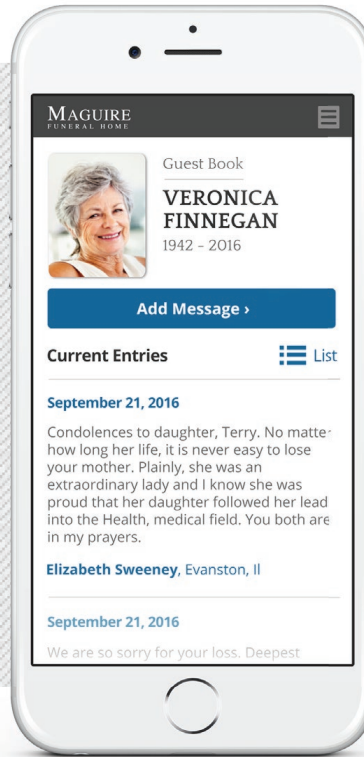 MAGUIRE
FUNERAL HOME
Guest Book
VERONICA
FINNEGAN
1942 – 2016
Add Message ›
Current Entries
List
September 21, 2016
Condolences to daughter, Terry. No matter
how long her life, it is never easy to lose
your mother. Plainly, she was an
extraordinary lady and I know she was
proud that her daughter followed her lead
into the Health, medical field. You both are
in my prayers.
Elizabeth Sweeney, Evanston, Il
September 21, 2016
We are so sorry for your loss. Deepest